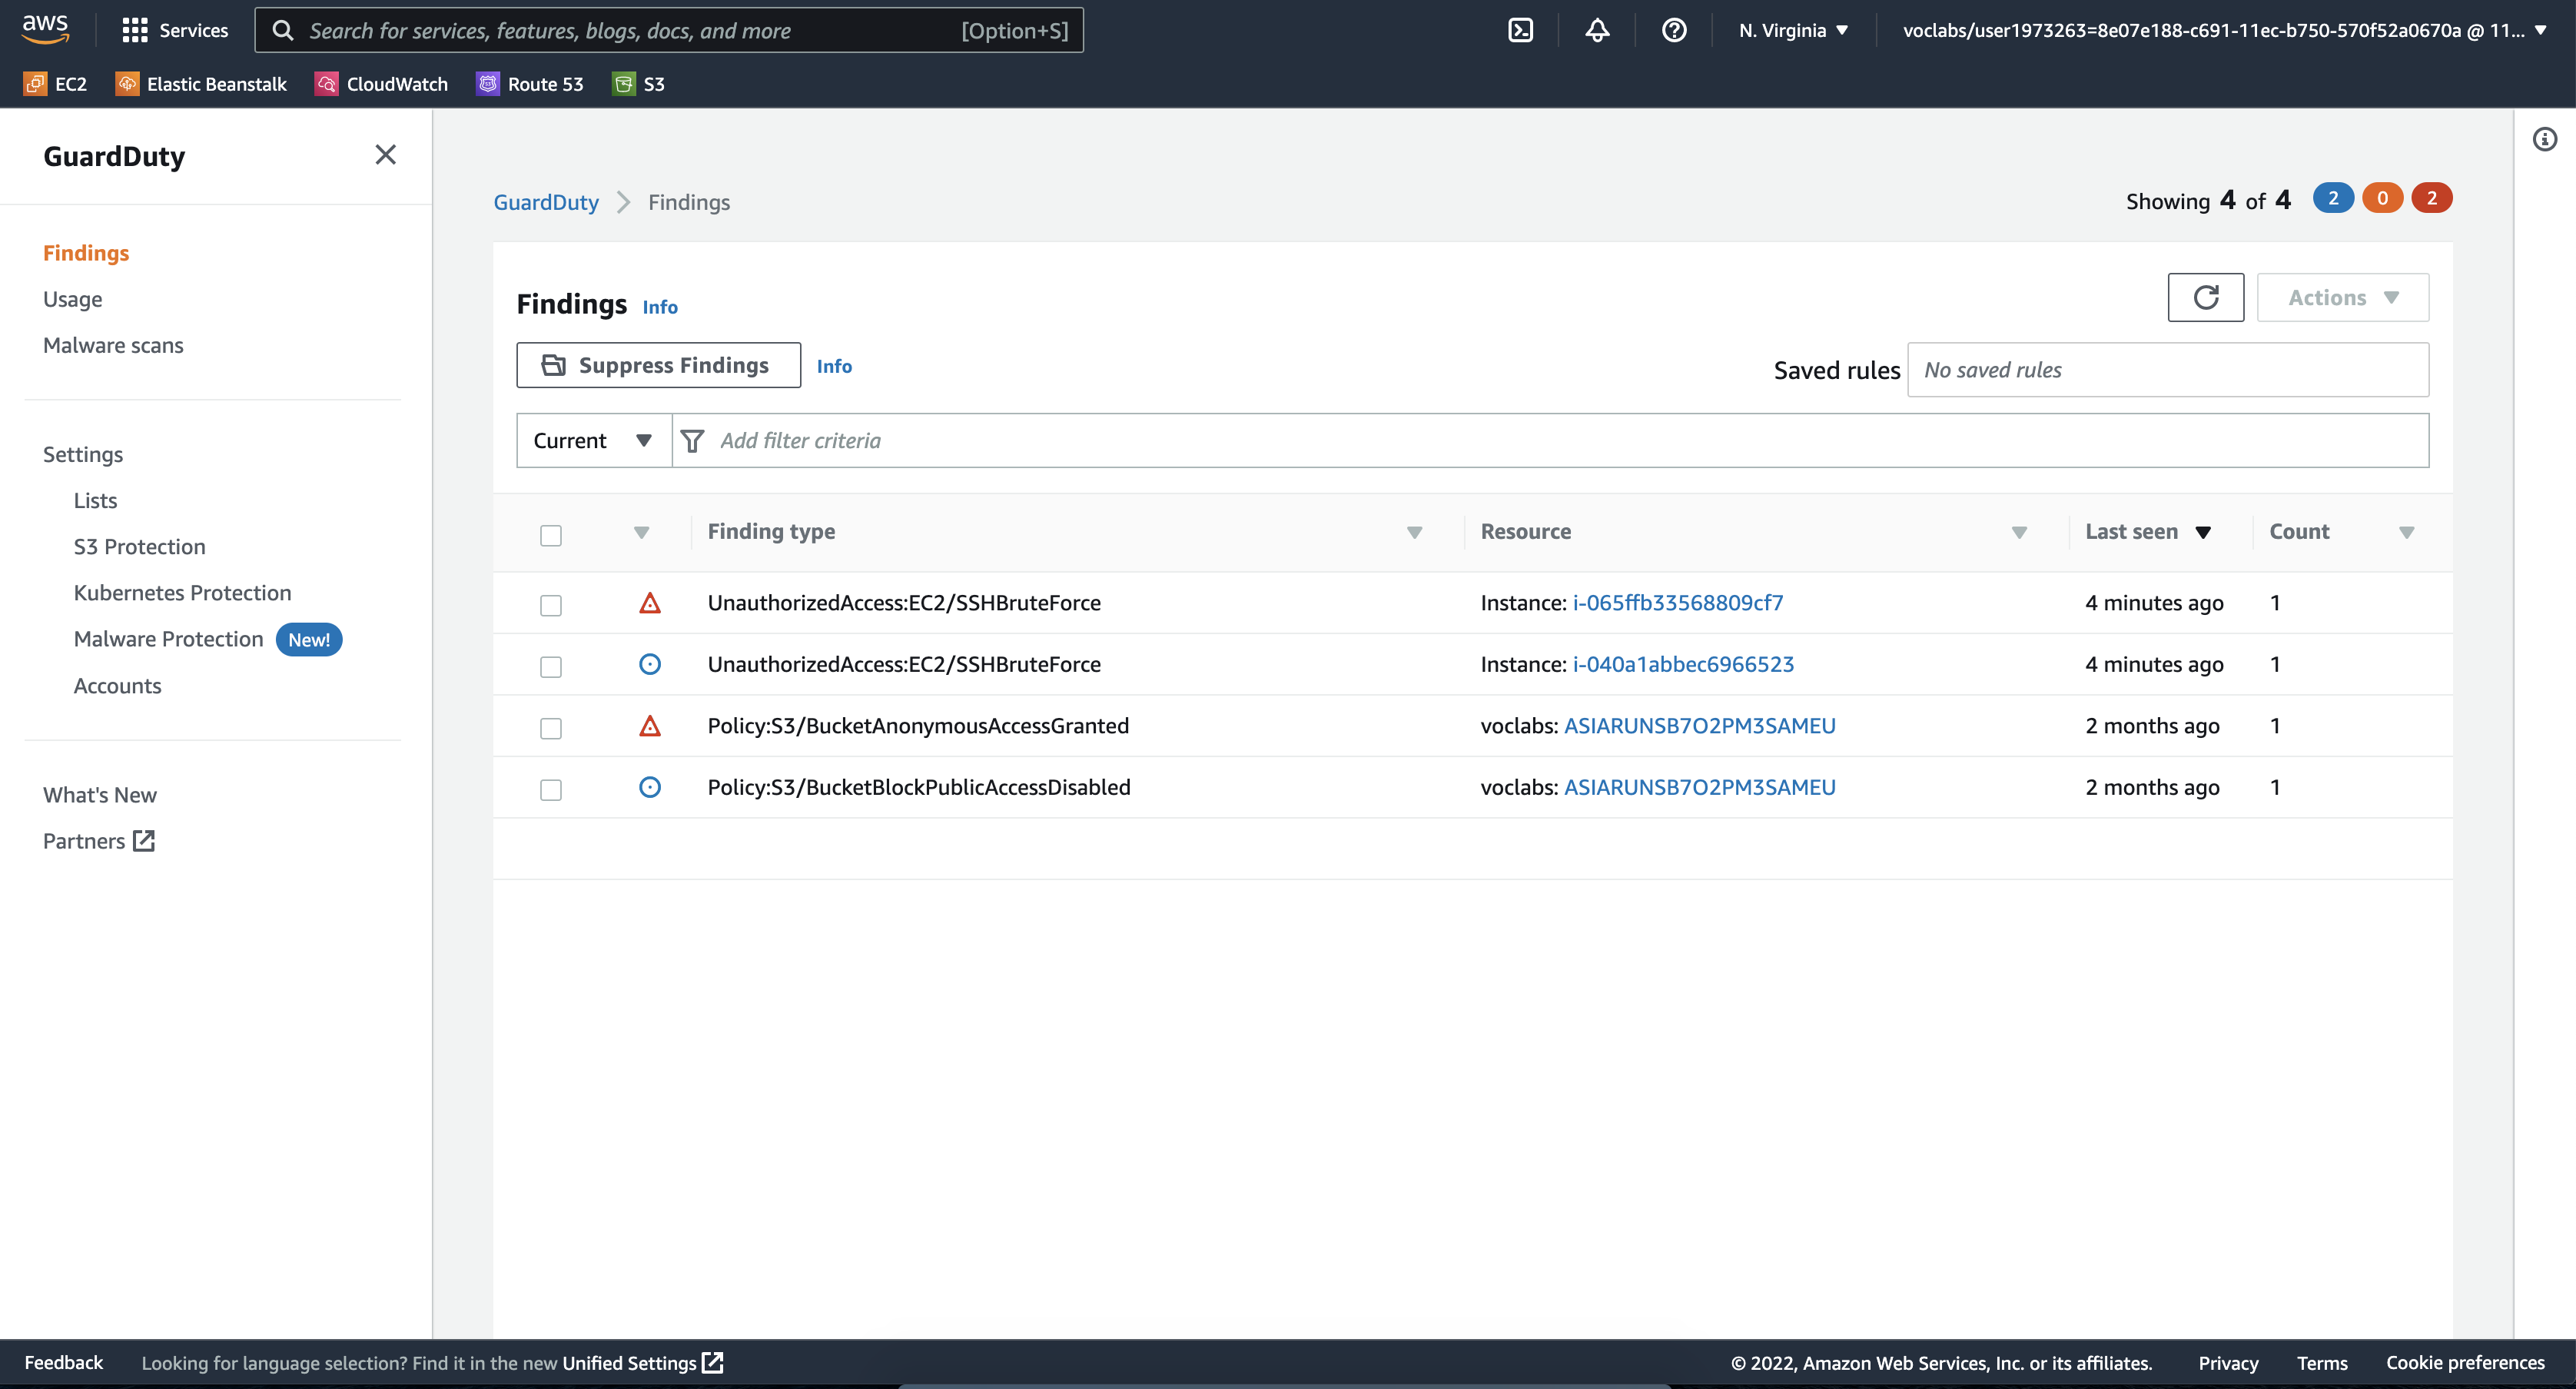 aws Services Search for services, features, blogs, docs, and more [Option+S] N. Virginia voclabs/user1973263=8e07e188-c691-11ec-b750-570f52a0670a @ 11...
EC2 Elastic Beanstalk CloudWatch Route 53 S3
GuardDuty
Findings
Usage
Malware scans
Settings
Lists
S3 Protection
Kubernetes Protection
Malware Protection New!
Accounts
What's New
Partners
GuardDuty > Findings
Showing 4 of 4 2 0 2
Findings Info
Actions
Suppress Findings Info
Saved rules No saved rules
Current Add filter criteria
Finding type Resource Last seen Count
UnauthorizedAccess:EC2/SSHBruteForce Instance: i-065ffb33568809cf7 4 minutes ago 1
UnauthorizedAccess:EC2/SSHBruteForce Instance: i-040a1abbec6966523 4 minutes ago 1
Policy:S3/BucketAnonymousAccessGranted voclabs: ASIARUNSB7O2PM3SAMEU 2 months ago 1
Policy:S3/BucketBlockPublicAccessDisabled voclabs: ASIARUNSB7O2PM3SAMEU 2 months ago 1
Feedback Looking for language selection? Find it in the new Unified Settings © 2022, Amazon Web Services, Inc. or its affiliates. Privacy Terms Cookie preferences